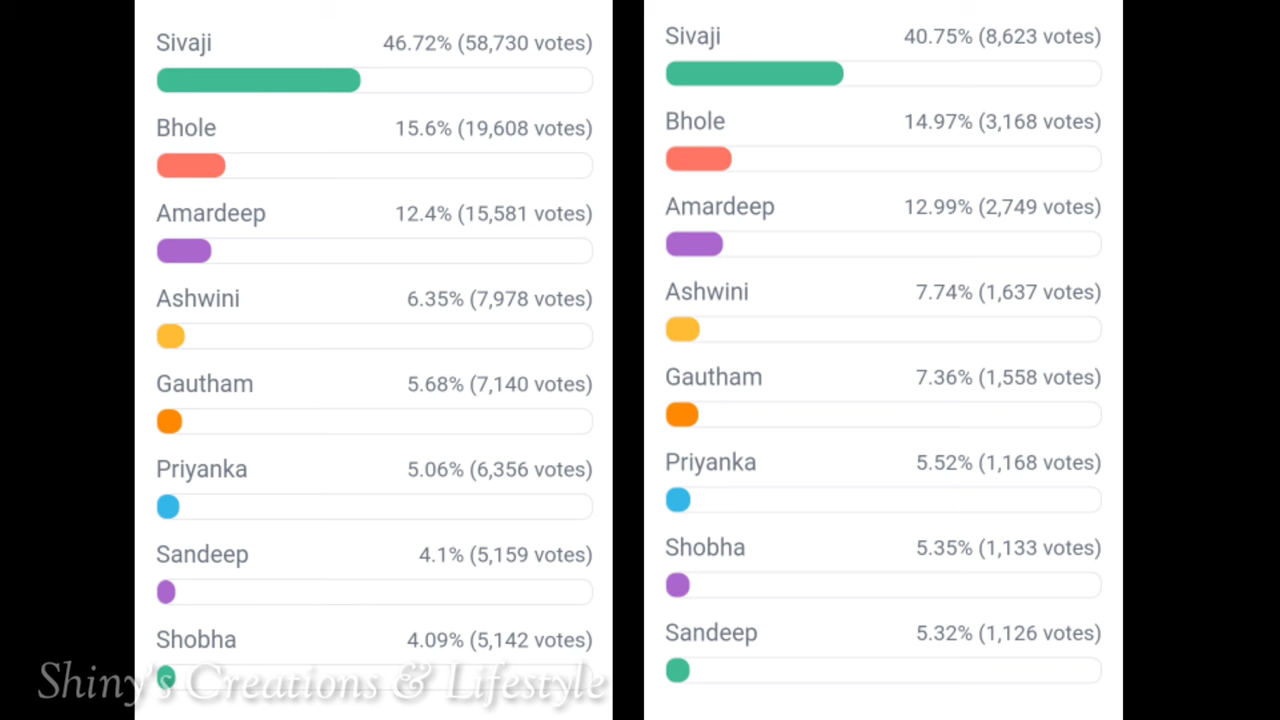 Sivaji 46.72% (58,730 votes)
Bhole 15.6% (19,608 votes)
Amardeep 12.4% (15,581 votes)
Ashwini 6.35% (7,978 votes)
Gautham 5.68% (7,140 votes)
Priyanka 5.06% (6,356 votes)
Sandeep 4.1% (5,159 votes)
Shobha 4.09% (5,142 votes)
Shiny's Creations & Lifestyle
Sivaji 40.75% (8,623 votes)
Bhole 14.97% (3,168 votes)
Amardeep 12.99% (2,749 votes)
Ashwini 7.74% (1,637 votes)
Gautham 7.36% (1,558 votes)
Priyanka 5.52% (1,168 votes)
Shobha 5.35% (1,133 votes)
Sandeep 5.32% (1,126 votes)